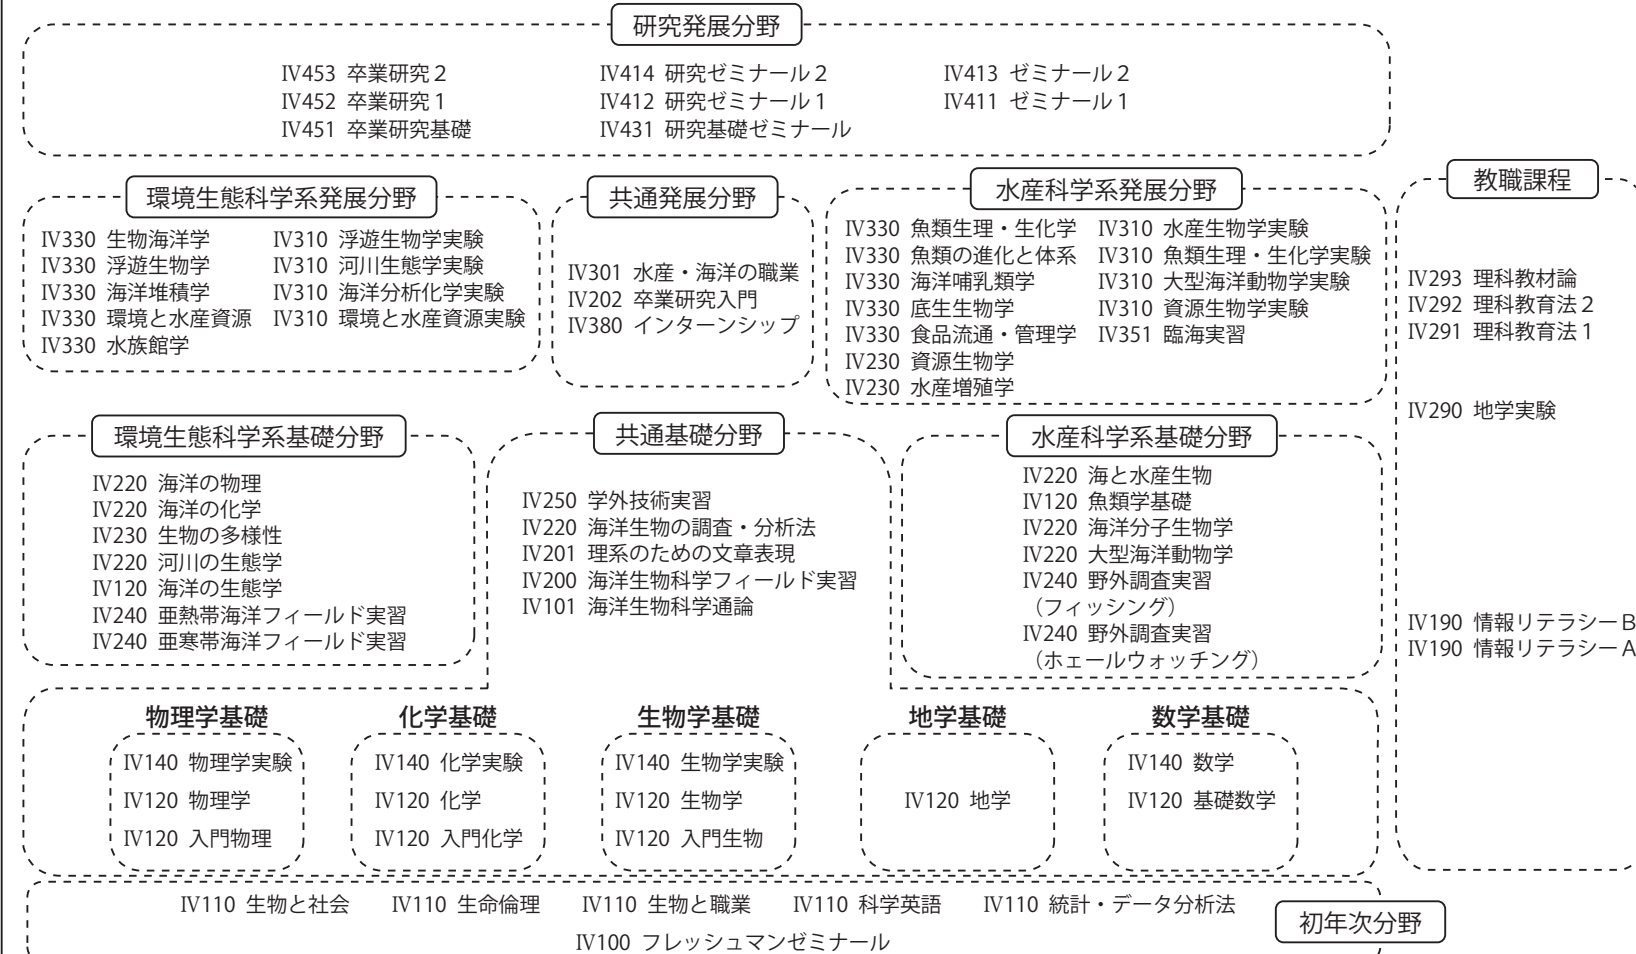 研究発展分野
Ⅳ453 卒業研究２
Ⅳ452 卒業研究１
Ⅳ451 卒業研究基礎
Ⅳ414 研究ゼミナール２
Ⅳ412 研究ゼミナール１
Ⅳ431 研究基礎ゼミナール
Ⅳ413 ゼミナール２
Ⅳ411 ゼミナール１
環境生態科学系発展分野
Ⅳ330 生物海洋学
Ⅳ330 浮遊生物学
Ⅳ330 海洋堆積学
Ⅳ330 環境と水産資源
Ⅳ330 水族館学
Ⅳ310 浮遊生物学実験
Ⅳ310 河川生態学実験
Ⅳ310 海洋分析化学実験
Ⅳ310 環境と水産資源実験
共通発展分野
Ⅳ301 水産・海洋の職業
Ⅳ202 卒業研究入門
Ⅳ380 インターンシップ
水産科学系発展分野
Ⅳ330 魚類生理・生化学
Ⅳ330 魚類の進化と体系
Ⅳ330 海洋哺乳類学
Ⅳ330 底生生物学
Ⅳ330 食品流通・管理学
Ⅳ230 資源生物学
Ⅳ230 水産増殖学
Ⅳ310 水産生物学実験
Ⅳ310 魚類生理・生化学実験
Ⅳ310 大型海洋動物学実験
Ⅳ310 資源生物学実験
Ⅳ351 臨海実習
教職課程
Ⅳ293 理科教材論
Ⅳ292 理科教育法２
Ⅳ291 理科教育法１
Ⅳ290 地学実験
Ⅳ190 情報リテラシーＢ
Ⅳ190 情報リテラシーＡ
環境生態科学系基礎分野
Ⅳ220 海洋の物理
Ⅳ220 海洋の化学
Ⅳ230 生物の多様性
Ⅳ220 河川の生態学
Ⅳ120 海洋の生態学
Ⅳ240 亜熱帯海洋フィールド実習
Ⅳ240 亜寒帯海洋フィールド実習
共通基礎分野
Ⅳ250 学外技術実習
Ⅳ220 海洋生物の調査・分析法
Ⅳ201 理系のための文章表現
Ⅳ200 海洋生物科学フィールド実習
Ⅳ101 海洋生物科学通論
水産科学系基礎分野
Ⅳ220 海と水産生物
Ⅳ120 魚類学基礎
Ⅳ220 海洋分子生物学
Ⅳ220 大型海洋動物学
Ⅳ240 野外調査実習
（フィッシング）
Ⅳ240 野外調査実習
（ホェールウォッチング）
物理学基礎
Ⅳ140 物理学実験
Ⅳ120 物理学
Ⅳ120 入門物理
化学基礎
Ⅳ140 化学実験
Ⅳ120 化学
Ⅳ120 入門化学
生物学基礎
Ⅳ140 生物学実験
Ⅳ120 生物学
Ⅳ120 入門生物
地学基礎
Ⅳ120 地学
数学基礎
Ⅳ140 数学
Ⅳ120 基礎数学
Ⅳ110 生物と社会 Ⅳ110 生命倫理 Ⅳ110 生物と職業 Ⅳ110 科学英語 Ⅳ110 統計・データ分析法
初年次分野
Ⅳ100 フレッシュマンゼミナール